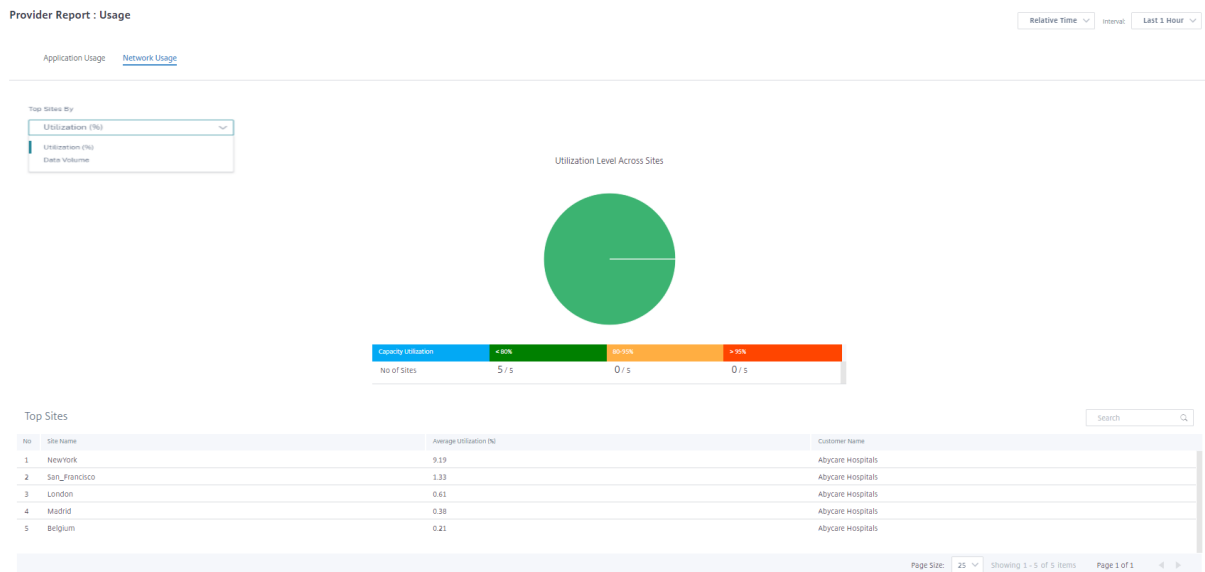 Provider Report : Usage
Relative Time Interval: Last 1 Hour
Application Usage Network Usage
Top Sites By
Utilization (%)
Utilization (%)
Data Volume
Utilization Level Across Sites
Capacity Utilization < 80% 80-95% > 95%
No of Sites 5 / 5 0 / 5 0 / 5
Top Sites Search
No Site Name Average Utilization (%) Customer Name
1 NewYork 9.19 Abycare Hospitals
2 San_Francisco 1.33 Abycare Hospitals
3 London 0.61 Abycare Hospitals
4 Madrid 0.38 Abycare Hospitals
5 Belgium 0.21 Abycare Hospitals
Page Size: 25 Showing 1 - 5 of 5 items Page 1 of 1